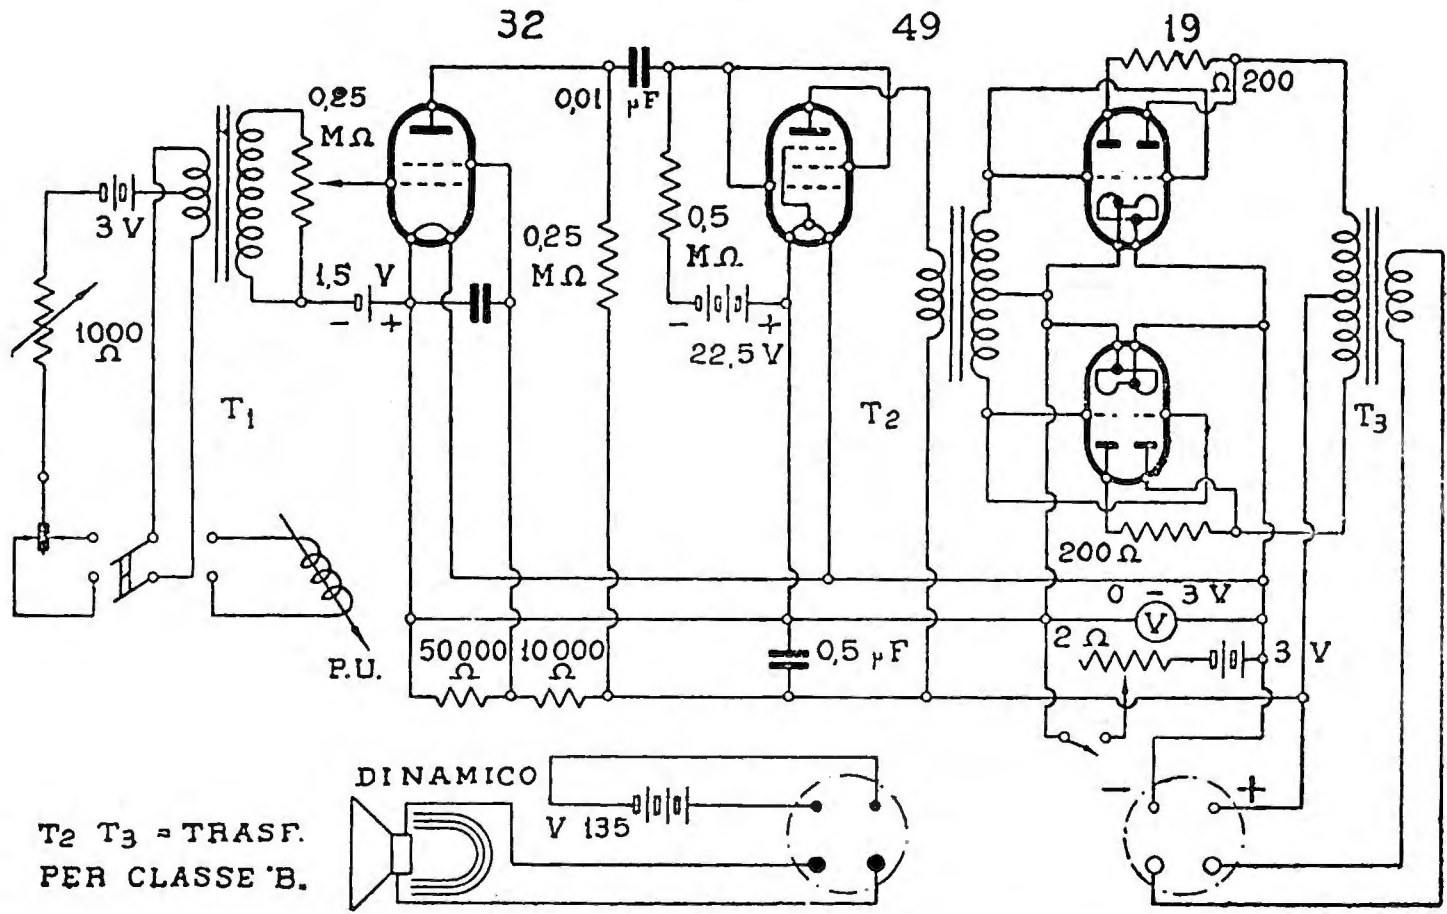 32
49
19
0,25
MΩ
0,01
µF
Ω 200
3 V
0,25
MΩ
0,5
MΩ
1,5 V
- +
- +
22,5 V
1000
Ω
T1
T2
T3
200 Ω
0 - 3 V
V
2 Ω
3 V
50000
Ω
10000
Ω
0,5 µF
P.U.
DINAMICO
V 135
- +
T2 T3 = TRASF.
PER CLASSE 'B.